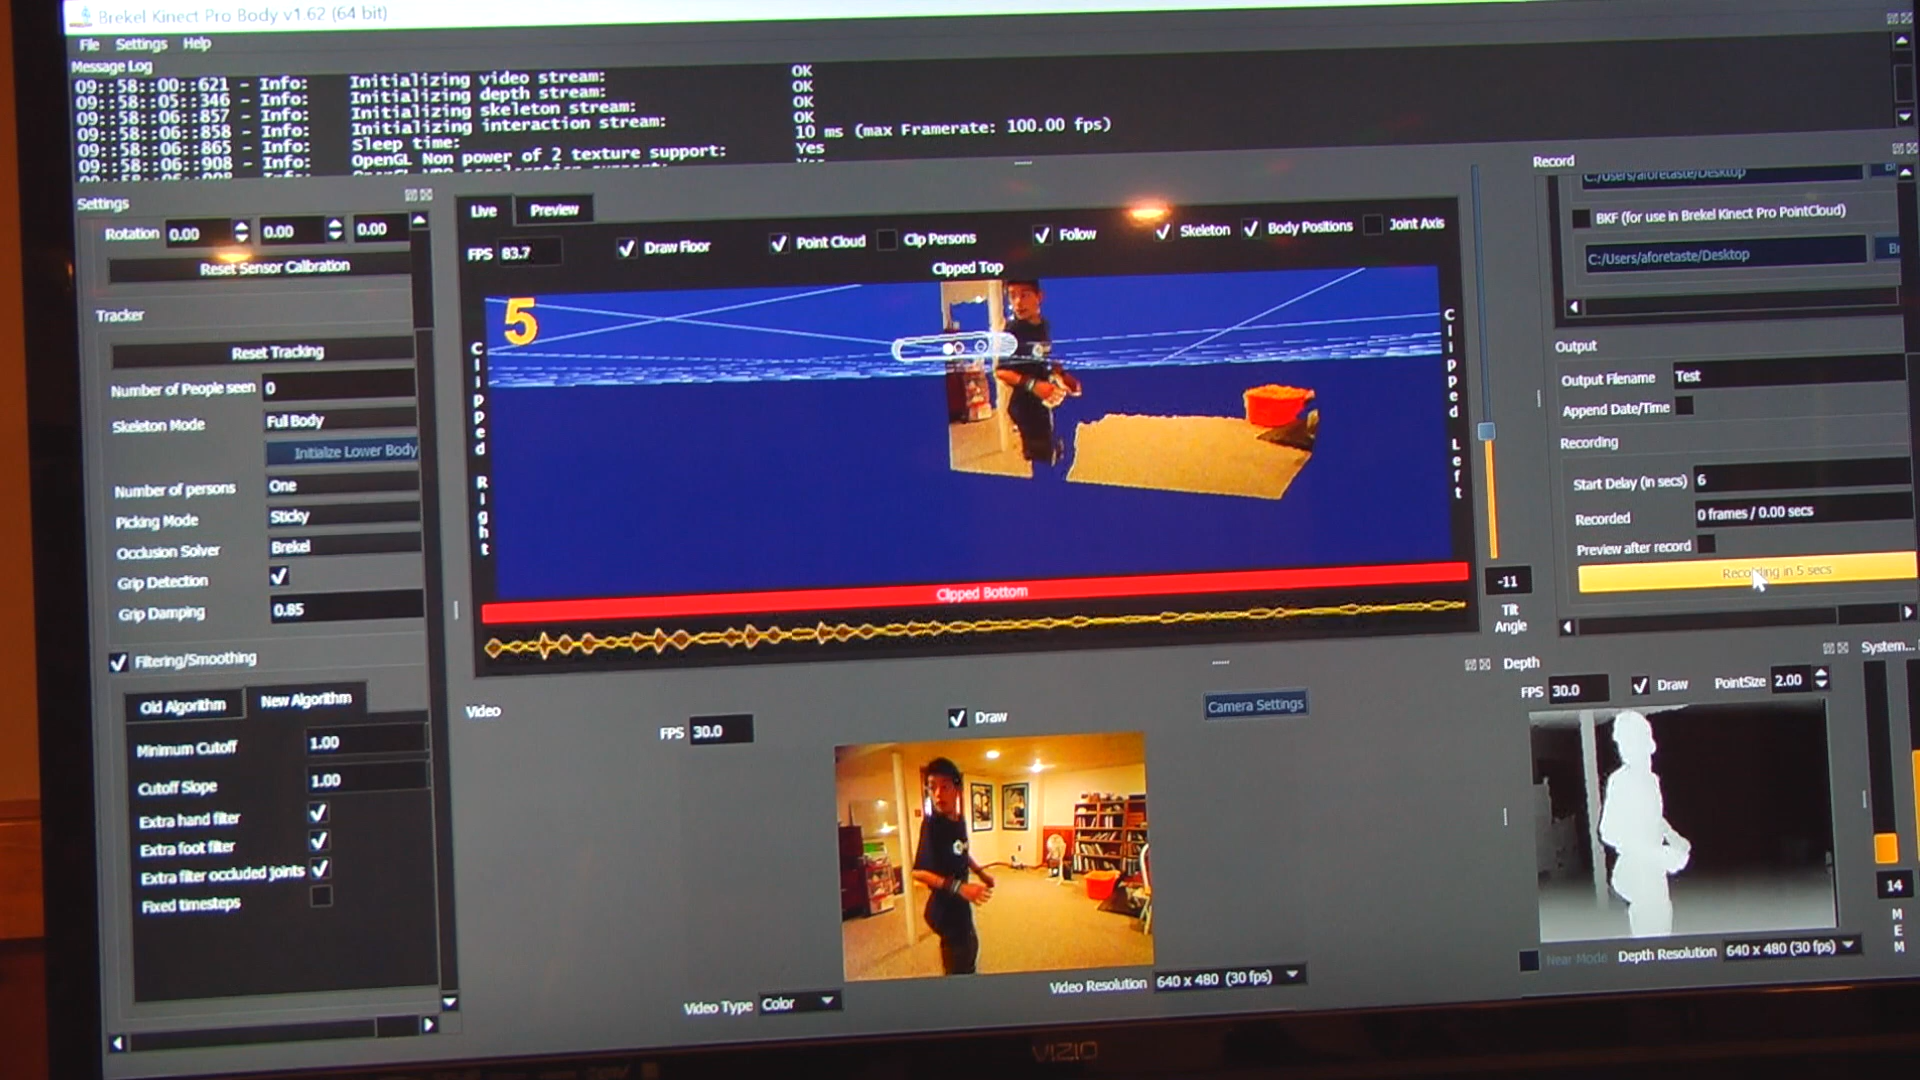 Brekel Kinect Pro Body v1.62 (64 bit)
File Settings Help
Message Log
09::58::00::621 - Info: Initializing video stream: OK
09::58::05::346 - Info: Initializing depth stream: OK
09::58::06::857 - Info: Initializing skeleton stream: OK
09::58::06::858 - Info: Initializing interaction stream: OK
09::58::06::865 - Info: Sleep time: 10 ms (max Framerate: 100.00 fps)
09::58::06::908 - Info: OpenGL Non power of 2 texture support: Yes
Settings
Rotation 0.00 0.00 0.00
Reset Sensor Calibration
Tracker
Reset Tracking
Number of People seen 0
Skeleton Mode Full Body
Initialze Lower Body
Number of persons One
Picking Mode Sticky
Occlusion Solver Brekel
Grip Detection
Grip Damping 0.85
Filtering/Smoothing
Old Algorithm New Algorithm
Minimum Cutoff 1.00
Cutoff Slope 1.00
Extra hand filter
Extra foot filter
Extra filter occluded joints
Fixed timesteps
Live Preview
FPS 83.7 Draw Floor Point Cloud Clip Persons Follow Skeleton Body Positions Joint Axis
Clipped Top
5
Clipped Right
Clipped Left
Clipped Bottom
-11
Tilt
Angle
Video
FPS 30.0 Draw Camera Settings
Video Type Color
Video Resolution 640 x 480 (30 fps)
Record
C:/Users/aforetaste/Desktop
BKF (for use in Brekel Kinect Pro PointCloud)
C:/Users/aforetaste/Desktop
Output
Output Filename Test
Append Date/Time
Recording
Start Delay (in secs) 6
Recorded 0 frames / 0.00 secs
Preview after record
Recording in 5 secs
Depth
FPS 30.0 Draw PointSize 2.00
Near Mode Depth Resolution 640 x 480 (30 fps)
System...
14
MEM
VIZIO